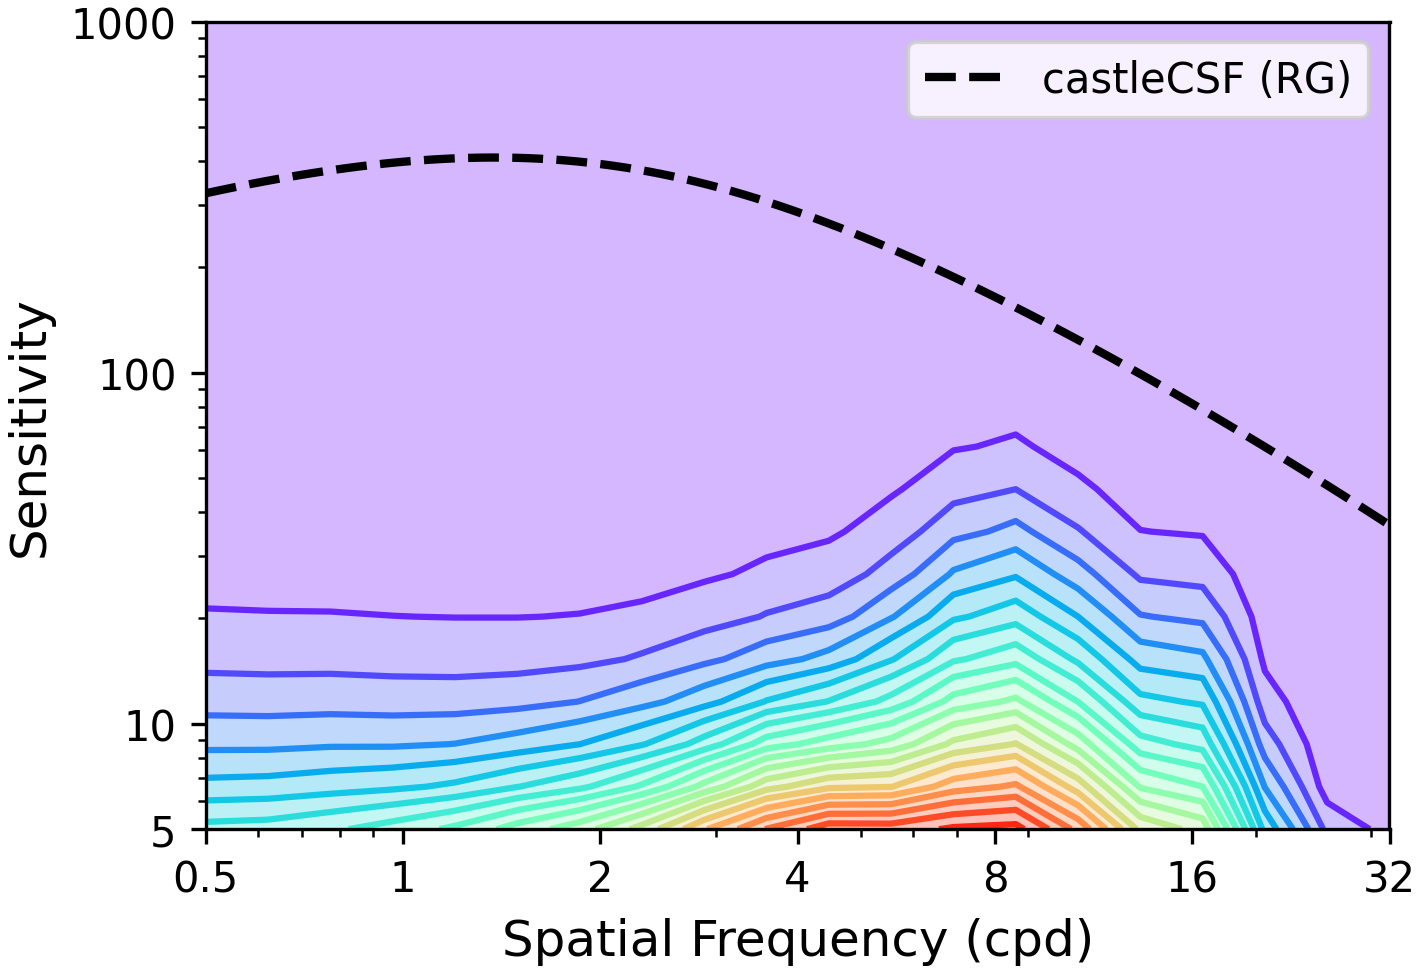 castleCSF (RG)
Sensitivity
1000
100
10
5
0.5 1 2 4 8 16 32
Spatial Frequency (cpd)